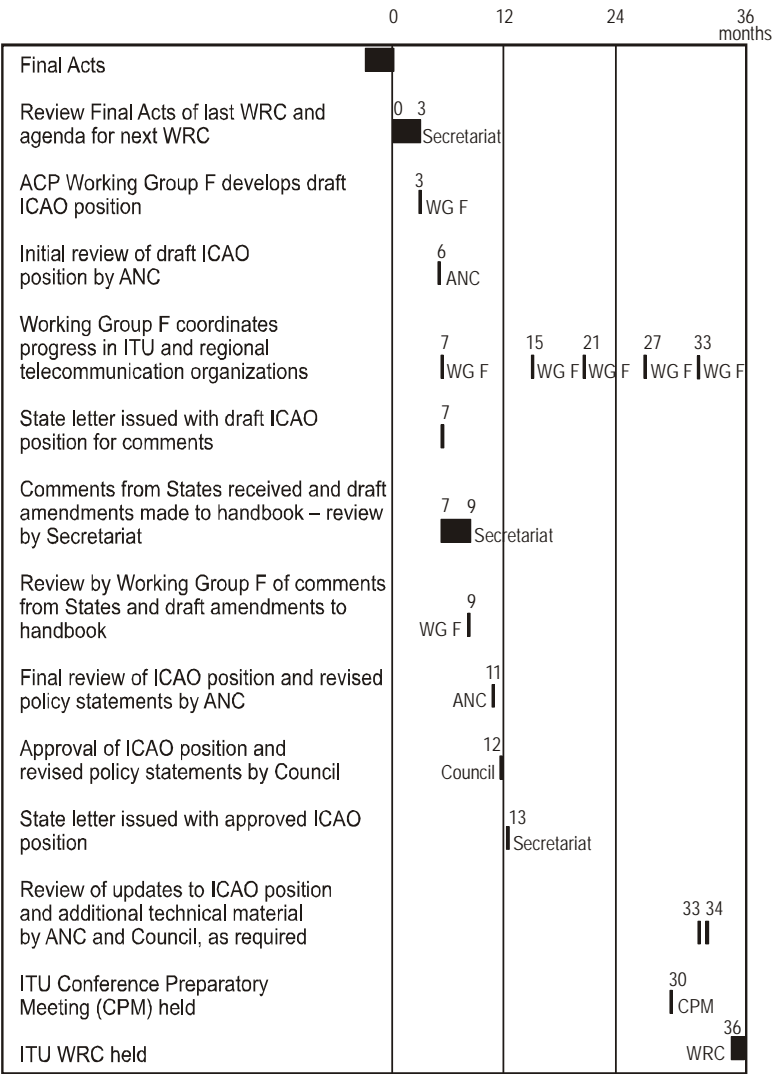 0 12 24 36
months
Final Acts
Review Final Acts of last WRC and
agenda for next WRC
0 3
Secretariat
ACP Working Group F develops draft
ICAO position
3
WG F
Initial review of draft ICAO
position by ANC
6
ANC
Working Group F coordinates
progress in ITU and regional
telecommunication organizations
7 15 21 27 33
WG F WG F WG F WG F WG F
State letter issued with draft ICAO
position for comments
7
Comments from States received and draft
amendments made to handbook – review
by Secretariat
7 9
Secretariat
Review by Working Group F of comments
from States and draft amendments to
handbook
9
WG F
Final review of ICAO position and revised
policy statements by ANC
11
ANC
Approval of ICAO position and
revised policy statements by Council
12
Council
State letter issued with approved ICAO
position
13
Secretariat
Review of updates to ICAO position
and additional technical material
by ANC and Council, as required
33 34
ITU Conference Preparatory
Meeting (CPM) held
30
CPM
ITU WRC held
36
WRC